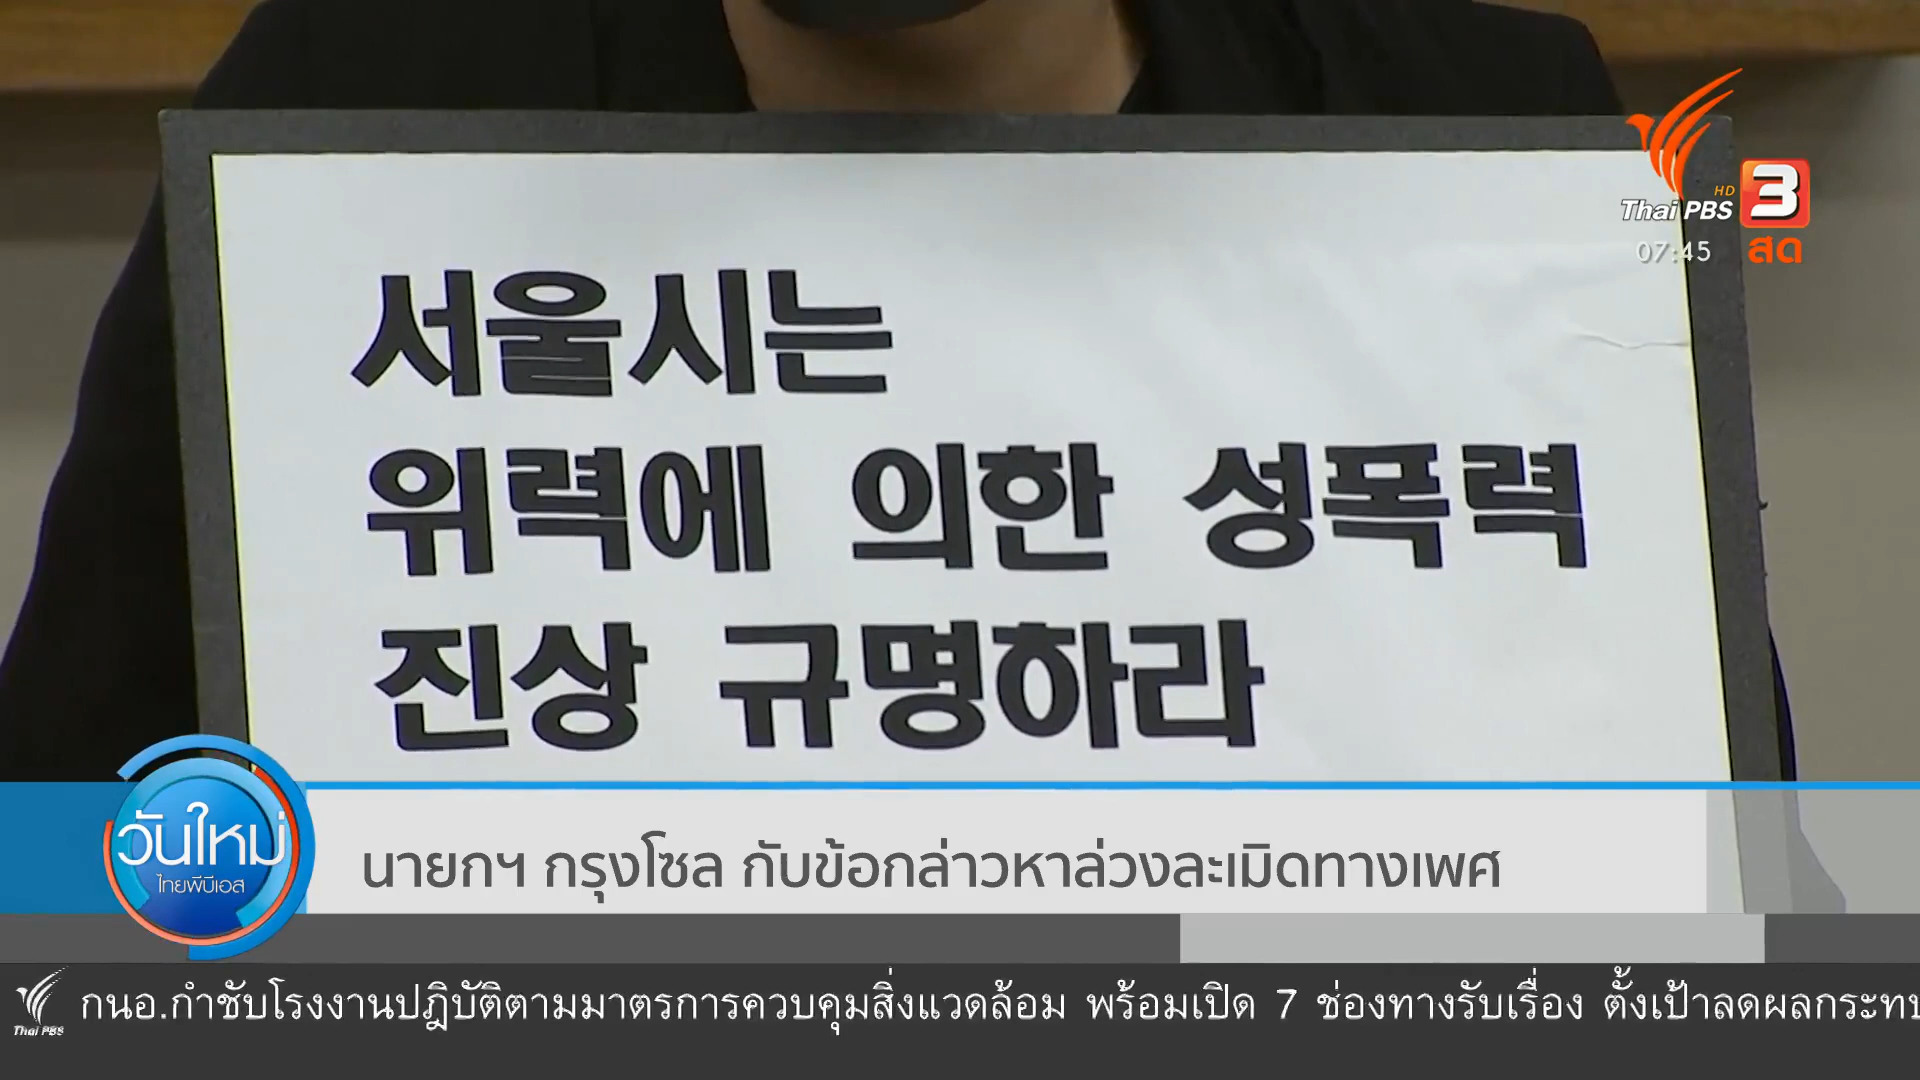 서울시는
위력에 의한 성폭력
진상 규명하라
HD
Thai PBS 3
07:45 สด
วันใหม่
ไทยพีบีเอส
นายกฯ กรุงโซล กับข้อกล่าวหาล่วงละเมิดทางเพศ
Thai PBS
กนอ.กำชับโรงงานปฎิบัติตามมาตรการควบคุมสิ่งแวดล้อม พร้อมเปิด 7 ช่องทางรับเรื่อง ตั้งเป้าลดผลกระทบ